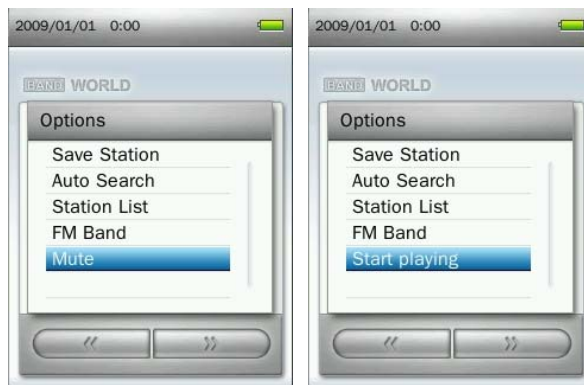 2009/01/01 0:00
BAND WORLD
Options
Save Station
Auto Search
Station List
FM Band
Mute
2009/01/01 0:00
BAND WORLD
Options
Save Station
Auto Search
Station List
FM Band
Start playing